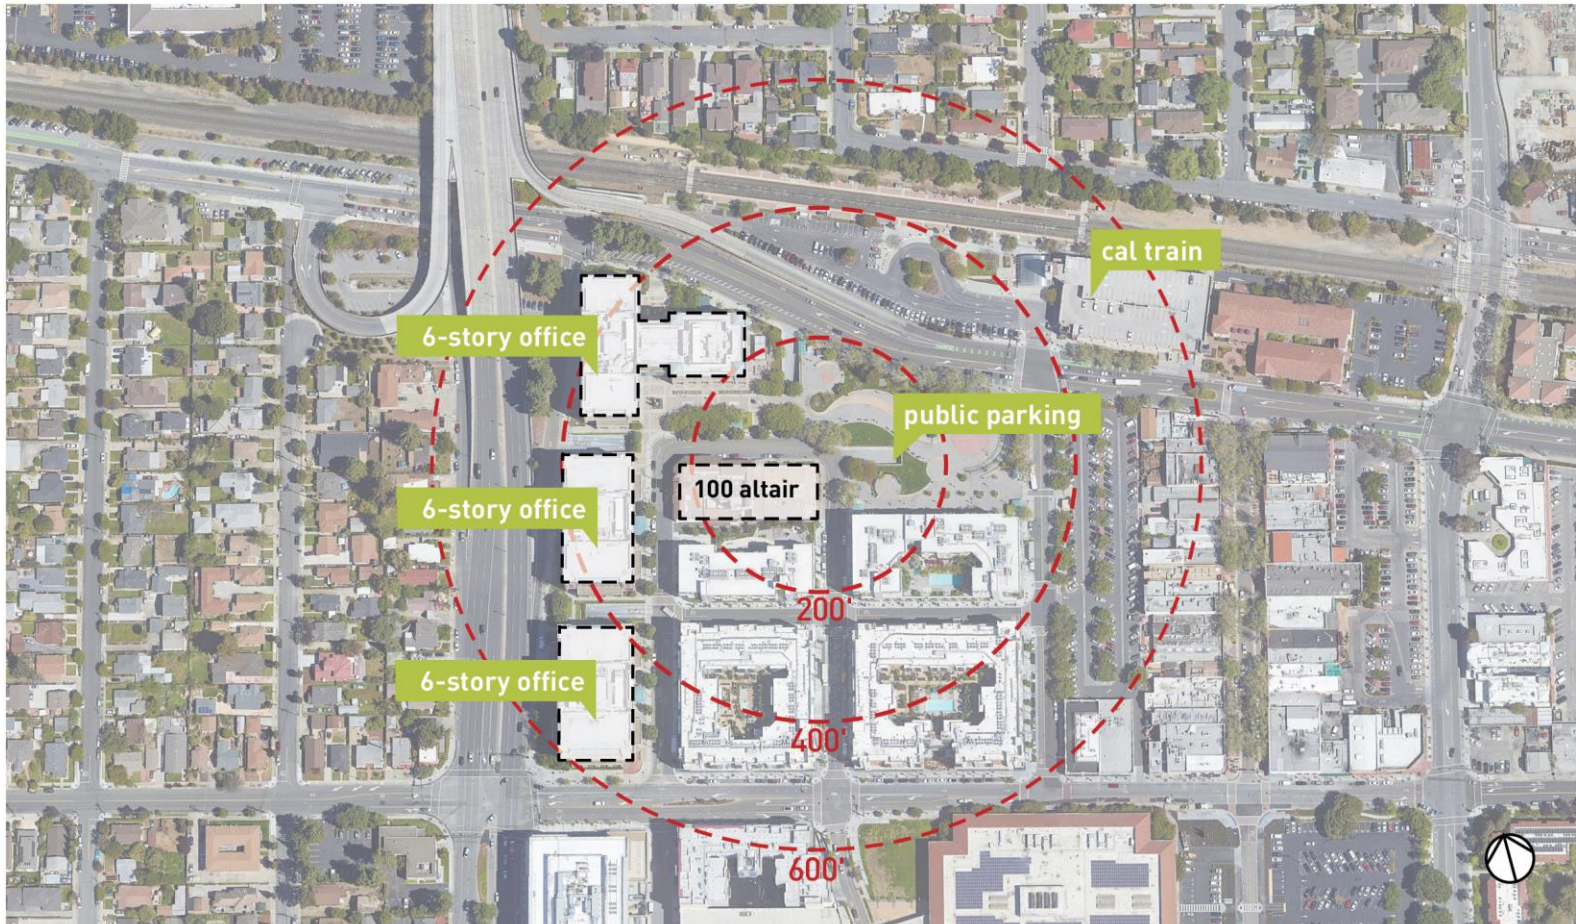 cal train
6-story office
public parking
100 altair
6-story office
200'
6-story office
400'
600'